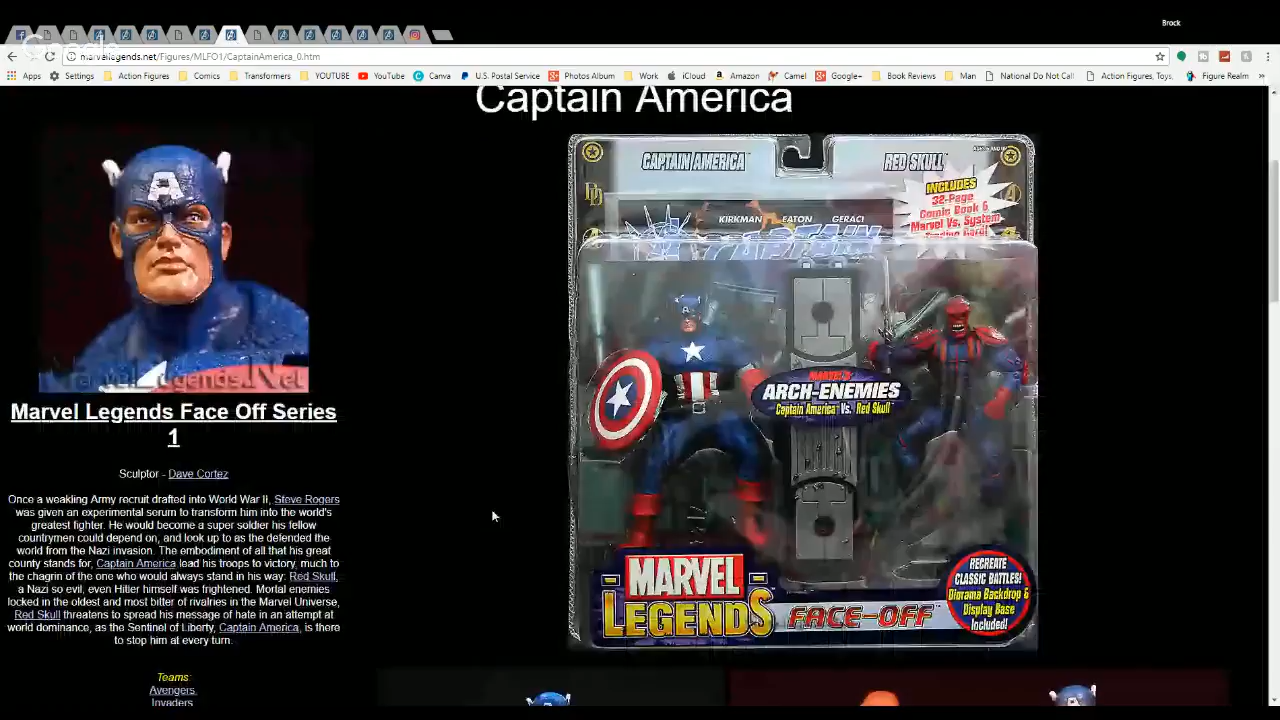 Brock
Google
marvellegends.net/Figures/MLFO1/CaptainAmerica_0.htm
Apps Settings Action Figures Comics Transformers YOUTUBE YouTube Canva U.S. Postal Service Photos Album Work iCloud Amazon Camel Google+ Book Reviews Man National Do Not Call Action Figures, Toys, Figure Realm
Captain America
CAPTAIN AMERICA
RED SKULL
INCLUDES
32-Page
Comic Book &
Marvel Vs. System
Trading Card!
KIRKMAN EATON GERACI
CAPTAIN
MARVEL'S
ARCH-ENEMIES
Captain America Vs. Red Skull
MARVEL
LEGENDS
FACE-OFF
RECREATE
CLASSIC BATTLES!
Diorama Backdrop &
Display Base
Included!
Marvel_Legends.Net
Marvel Legends Face Off Series
1
Sculptor - Dave Cortez
Once a weakling Army recruit drafted into World War II, Steve Rogers
was given an experimental serum to transform him into the world's
greatest fighter. He would become a super soldier his fellow
countrymen could depend on, and look up to as the defended the
world from the Nazi invasion. The embodiment of all that his great
county stands for, Captain America lead his troops to victory, much to
the chagrin of the one who would always stand in his way: Red Skull,
a Nazi so evil, even Hitler himself was frightened. Mortal enemies
locked in the oldest and most bitter of rivalries in the Marvel Universe,
Red Skull threatens to spread his message of hate in an attempt at
world dominance, as the Sentinel of Liberty, Captain America, is there
to stop him at every turn.
Teams:
Avengers,
Invaders